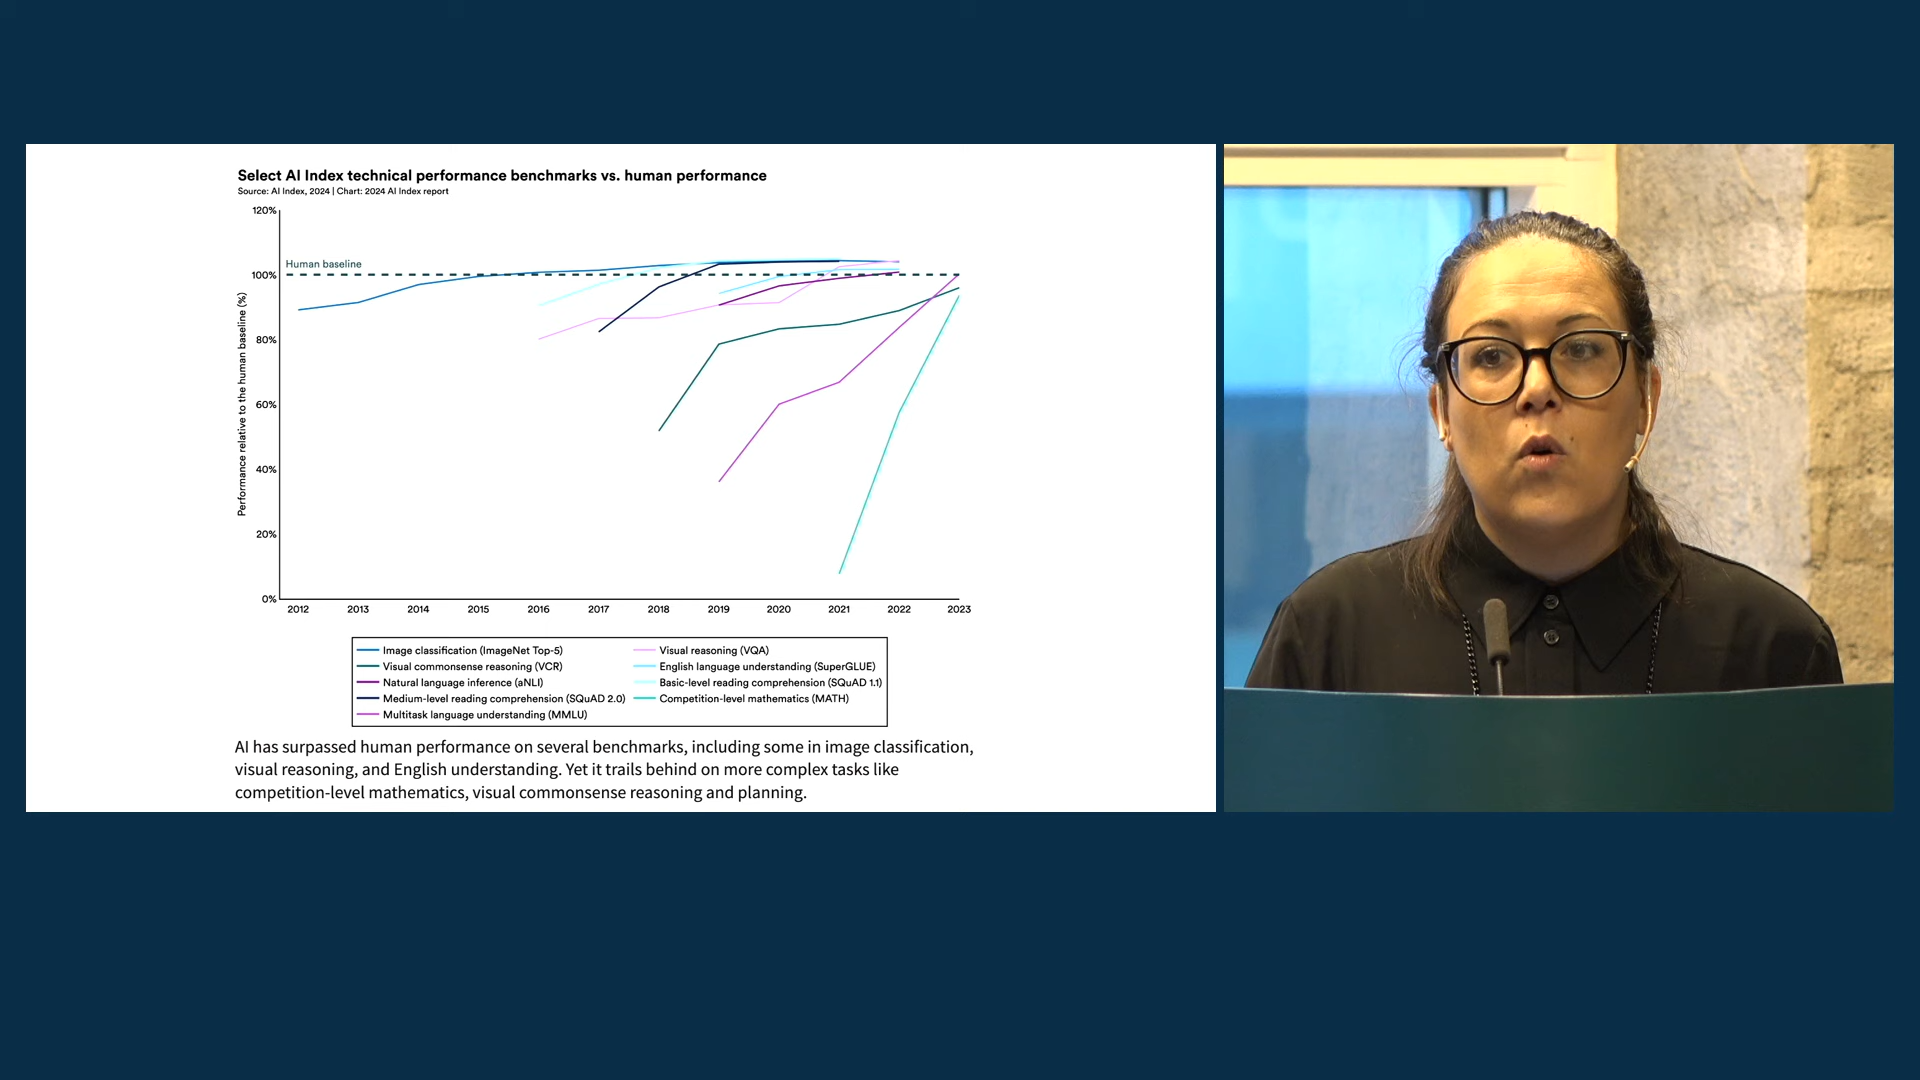 Select AI Index technical performance benchmarks vs. human performance
Source: AI Index, 2024 | Chart: 2024 AI Index report
Performance relative to the human baseline (%)
120%
100%
80%
60%
40%
20%
0%
Human baseline
2012 2013 2014 2015 2016 2017 2018 2019 2020 2021 2022 2023
Image classification (ImageNet Top-5)
Visual commonsense reasoning (VCR)
Natural language inference (aNLI)
Medium-level reading comprehension (SQuAD 2.0)
Multitask language understanding (MMLU)
Visual reasoning (VQA)
English language understanding (SuperGLUE)
Basic-level reading comprehension (SQuAD 1.1)
Competition-level mathematics (MATH)
AI has surpassed human performance on several benchmarks, including some in image classification,
visual reasoning, and English understanding. Yet it trails behind on more complex tasks like
competition-level mathematics, visual commonsense reasoning and planning.